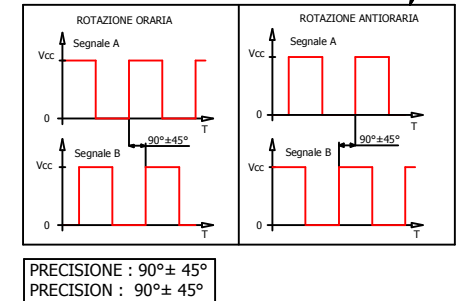 ROTAZIONE ORARIA
Segnale A
Vcc
0
T
90°±45°
Segnale B
Vcc
0
T
ROTAZIONE ANTIORARIA
Segnale A
Vcc
0
T
90°±45°
Segnale B
Vcc
0
T
PRECISIONE : 90°± 45°
PRECISION : 90°± 45°